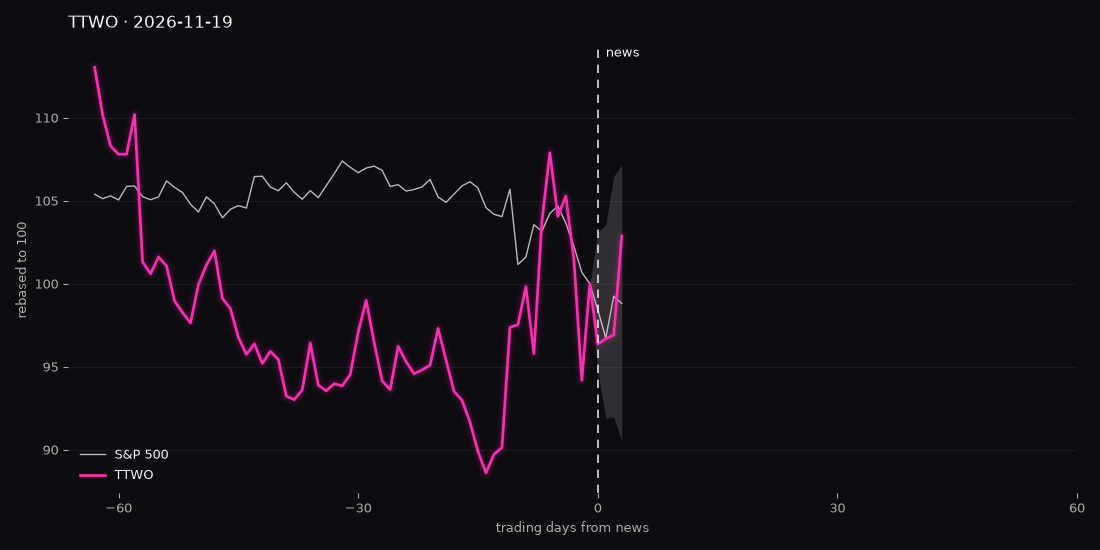 TTWO · 2026-11-19
news
110
105
100
95
90
rebased to 100
S&P 500
TTWO
−60
−30
0
30
60
trading days from news